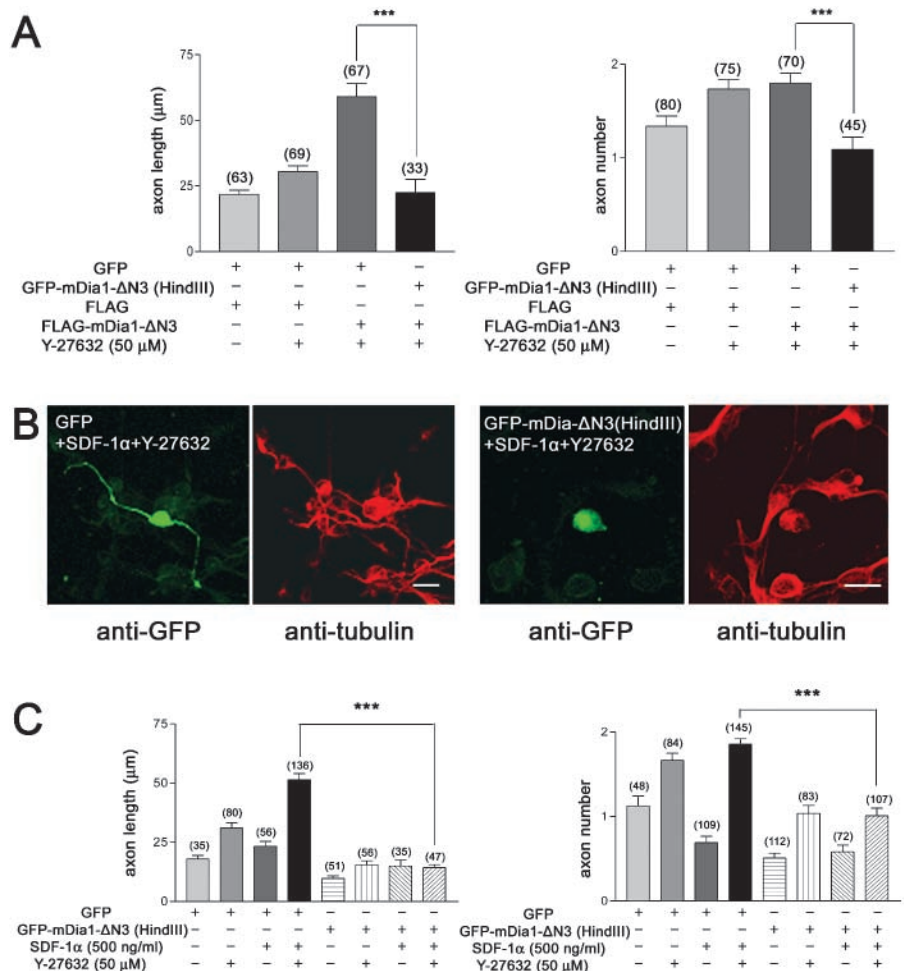 A
***
(67)
(63)
(69)
(33)
75
50
25
0
axon length (μm)
GFP + + + −
GFP-mDia1-ΔN3 (HindIII) − − − +
FLAG + + − −
FLAG-mDia1-ΔN3 − − + +
Y-27632 (50 μM) − + + +
***
(80)
(75)
(70)
(45)
2
1
0
axon number
GFP + + + −
GFP-mDia1-ΔN3 (HindIII) − − − +
FLAG + + − −
FLAG-mDia1-ΔN3 − − + +
Y-27632 (50 μM) − + + +
B
GFP
+SDF-1α+Y-27632
GFP-mDia-ΔN3(HindIII)
+SDF-1α+Y27632
anti-GFP
anti-tubulin
anti-GFP
anti-tubulin
C
***
(35)
(80)
(56)
(136)
(51)
(56)
(35)
(47)
75
50
25
0
axon length (μm)
GFP + + + + − − − −
GFP-mDia1-ΔN3 (HindIII) − − − − + + + +
SDF-1α (500 ng/ml) − − + + − − + +
Y-27632 (50 μM) − + − + − + − +
***
(48)
(84)
(109)
(145)
(112)
(83)
(72)
(107)
2
1
0
axon number
GFP + + + + − − − −
GFP-mDia1-ΔN3 (HindIII) − − − − + + + +
SDF-1α (500 ng/ml) − − + + − − + +
Y-27632 (50 μM) − + − + − + − +